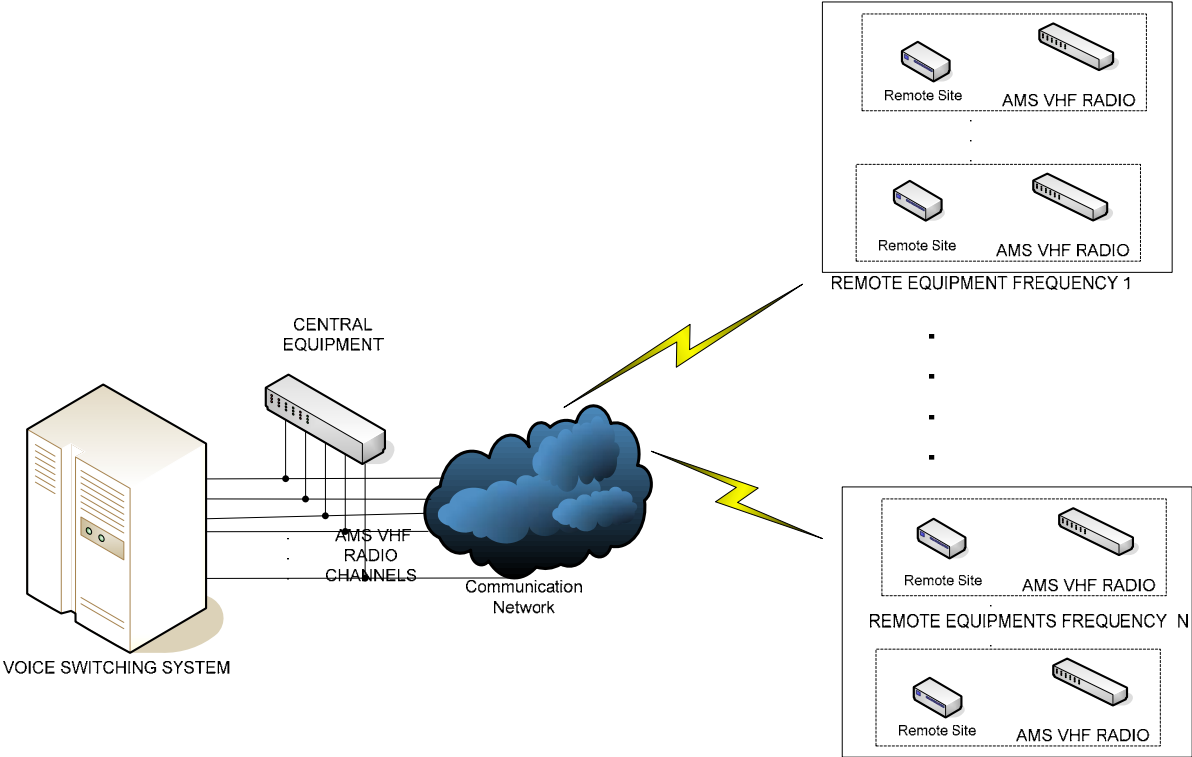 Remote Site
AMS VHF RADIO
Remote Site
AMS VHF RADIO
REMOTE EQUIPMENT FREQUENCY 1
CENTRAL
EQUIPMENT
AMS VHF
RADIO
CHANNELS
Communication
Network
VOICE SWITCHING SYSTEM
Remote Site
AMS VHF RADIO
REMOTE EQUIPMENTS FREQUENCY N
Remote Site
AMS VHF RADIO